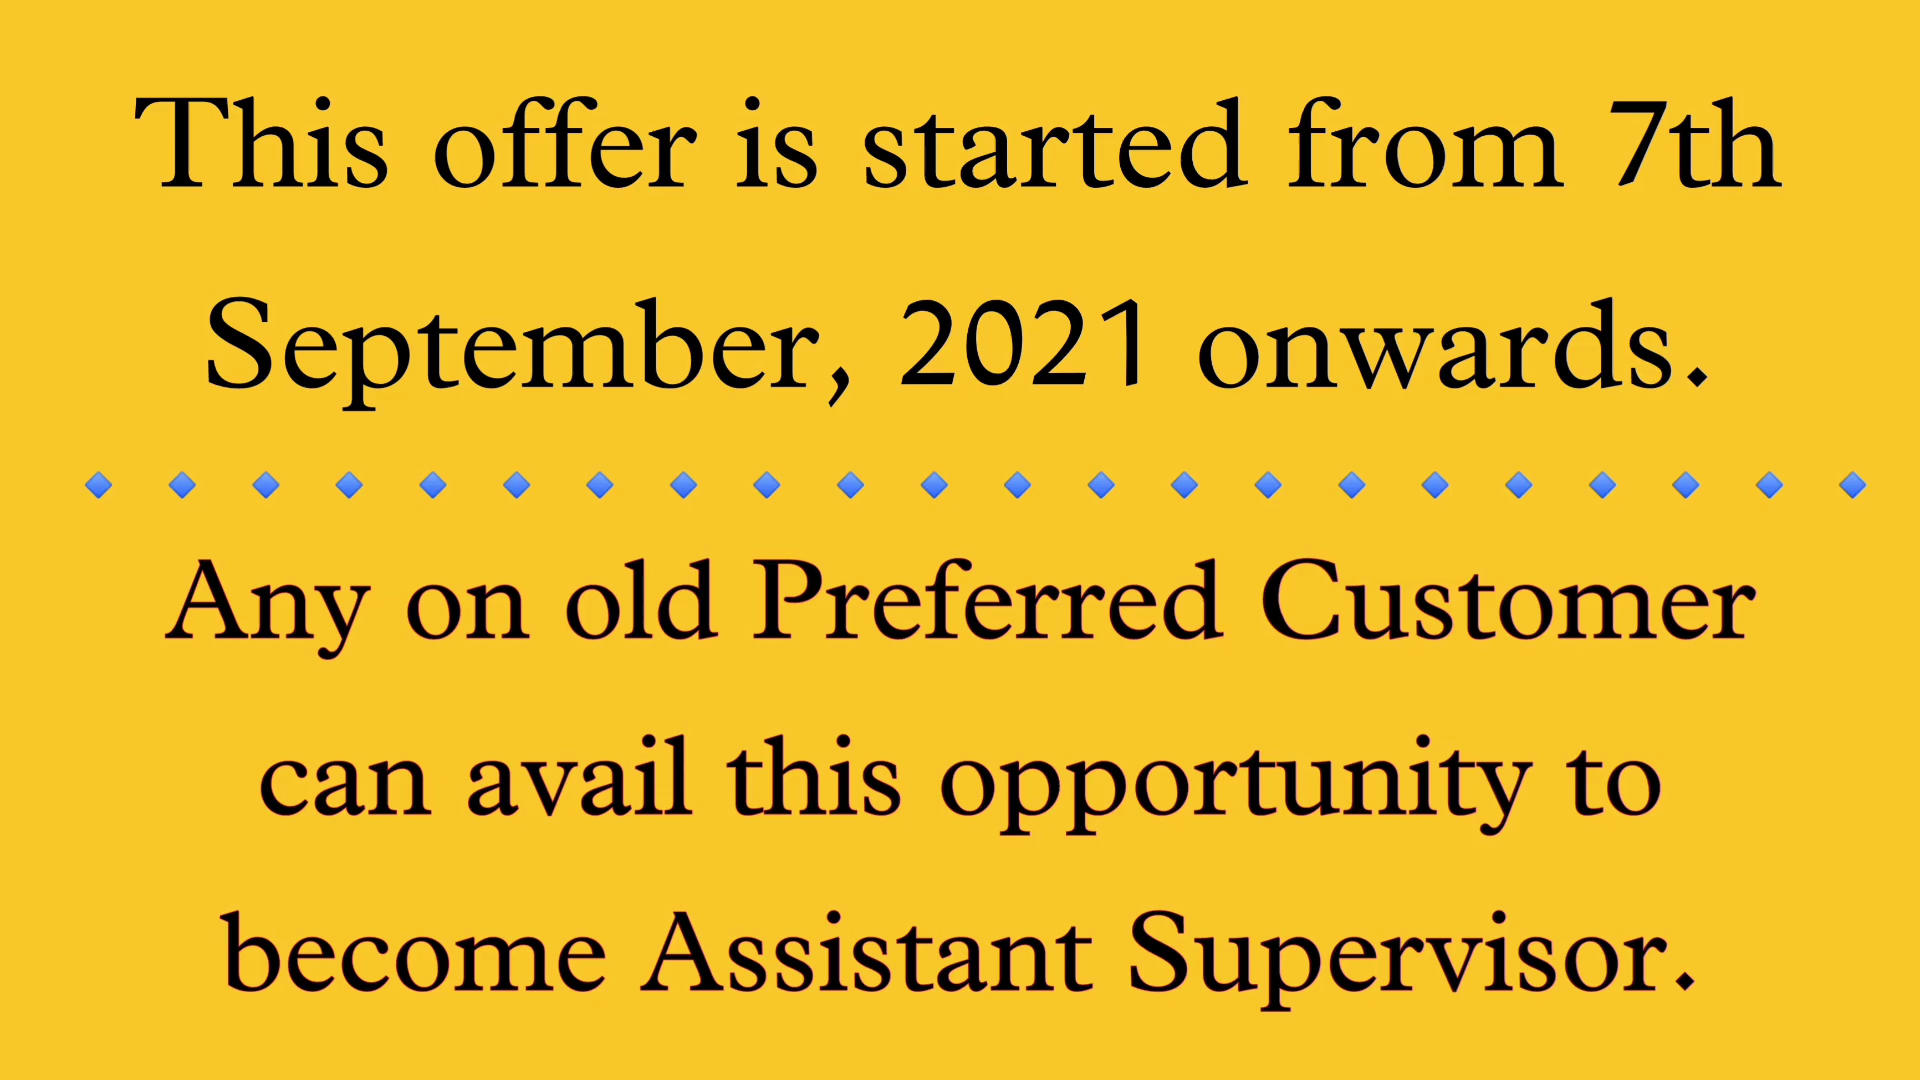 This offer is started from 7th
September, 2021 onwards.
Any on old Preferred Customer
can avail this opportunity to
become Assistant Supervisor.